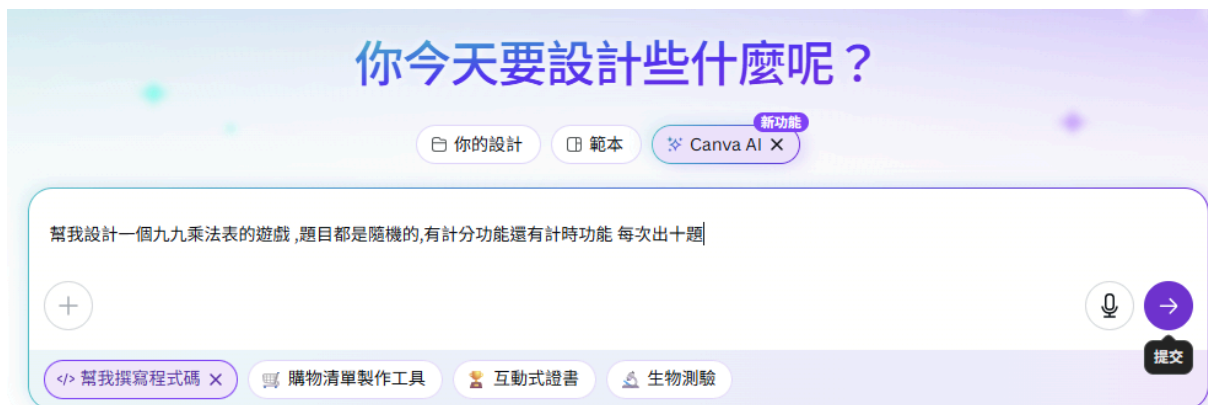 你今天要設計些什麼呢？
新功能
你的設計
範本
Canva AI
幫我設計一個九九乘法表的遊戲 ,題目都是隨機的,有計分功能還有計時功能 每次出十題
提交
</> 幫我撰寫程式碼
購物清單製作工具
互動式證書
生物測驗